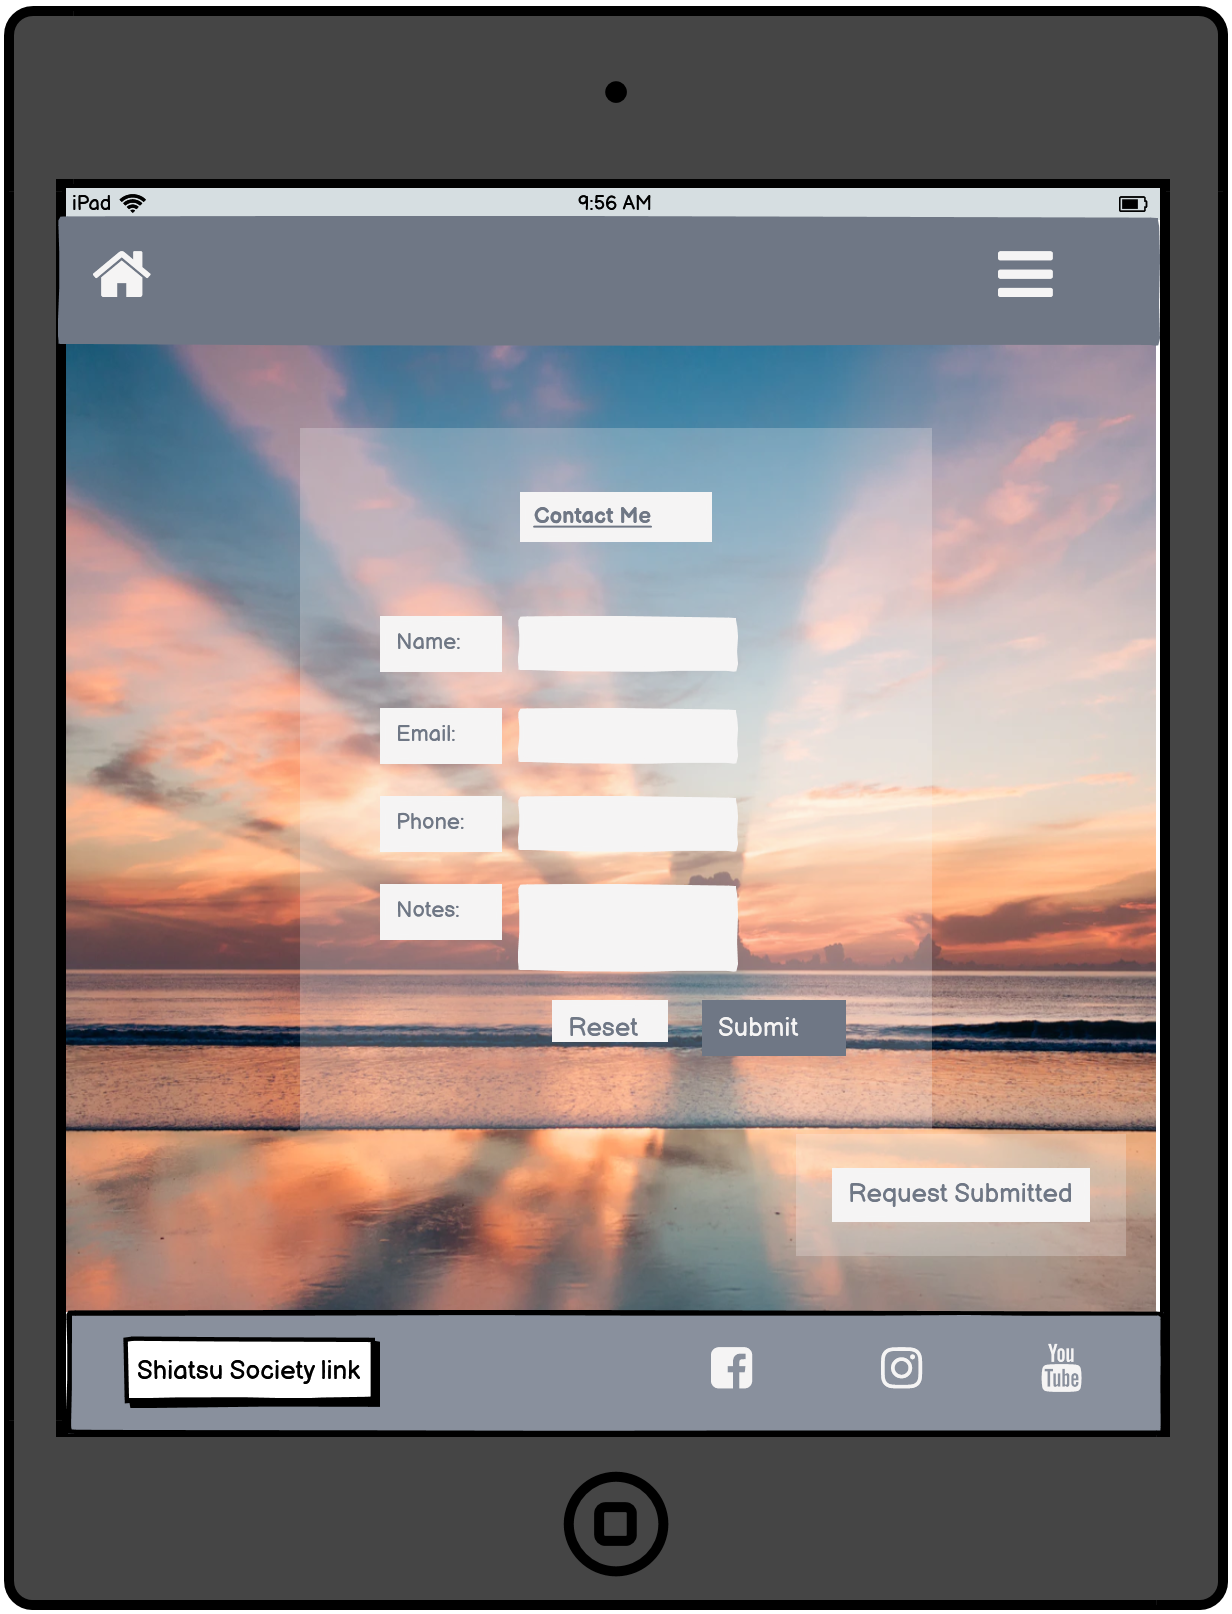 iPad
9:56 AM
Contact Me
Name:
Email:
Phone:
Notes:
Reset
Submit
Request Submitted
Shiatsu Society link
You
Tube